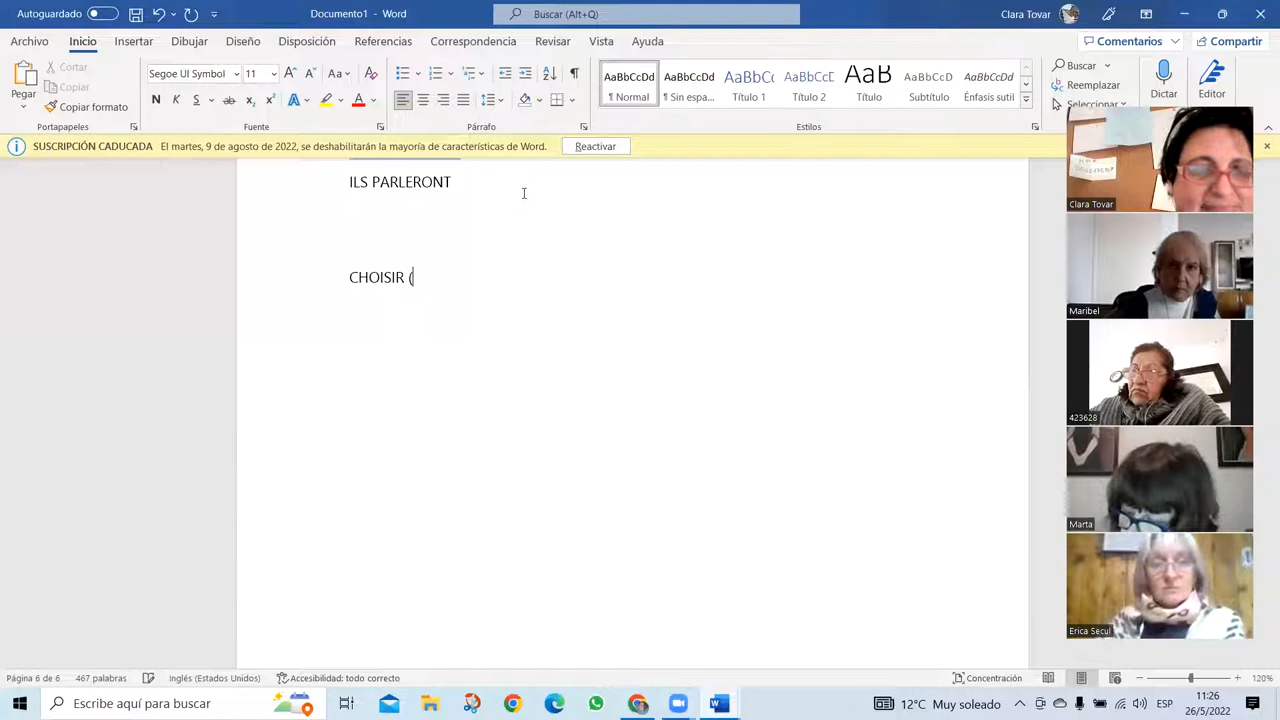 Autoguardado
Documento1 - Word
Buscar (Alt+Q)
Clara Tovar
Archivo Inicio Insertar Dibujar Diseño Disposición Referencias Correspondencia Revisar Vista Ayuda
Comentarios Compartir
Pegar
Cortar
Copiar
Copiar formato
Portapapeles
Segoe UI Symbol 11
N K S ab x₂ x²
Fuente
Párrafo
AaBbCcDd AaBbCcDd AaBbCc AaBbCcE AaB AaBbCcD AaBbCcDd
¶ Normal ¶ Sin espa... Título 1 Título 2 Título Subtítulo Énfasis sutil
Estilos
Buscar
Reemplazar
Seleccionar
Dictar
Editor
SUSCRIPCIÓN CADUCADA El martes, 9 de agosto de 2022, se deshabilitarán la mayoría de características de Word. Reactivar
ILS PARLERONT
CHOISIR (
Clara Tovar
Maribel
423628
Marta
Erica Secul
Página 6 de 6 467 palabras Inglés (Estados Unidos) Accesibilidad: todo correcto
Concentración 120%
Escribe aquí para buscar
12°C Muy soleado
ESP
11:26
26/5/2022